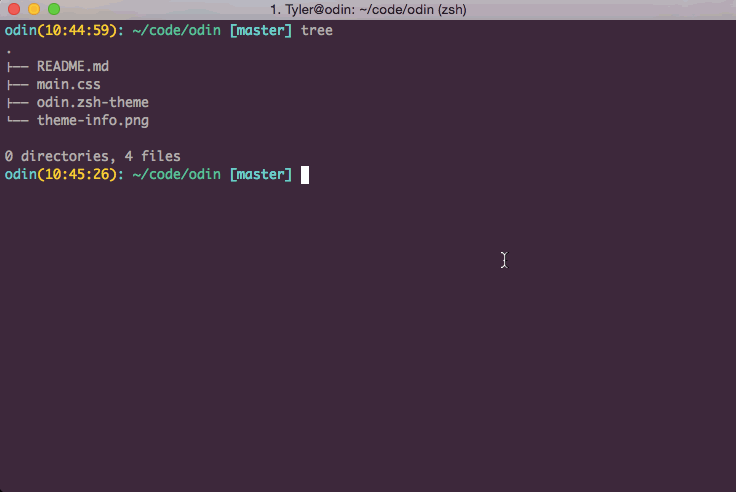 1. Tyler@odin: ~/code/odin (zsh)
odin(10:44:59): ~/code/odin [master] tree
.
├── README.md
├── main.css
├── odin.zsh-theme
└── theme-info.png
0 directories, 4 files
odin(10:45:26): ~/code/odin [master]